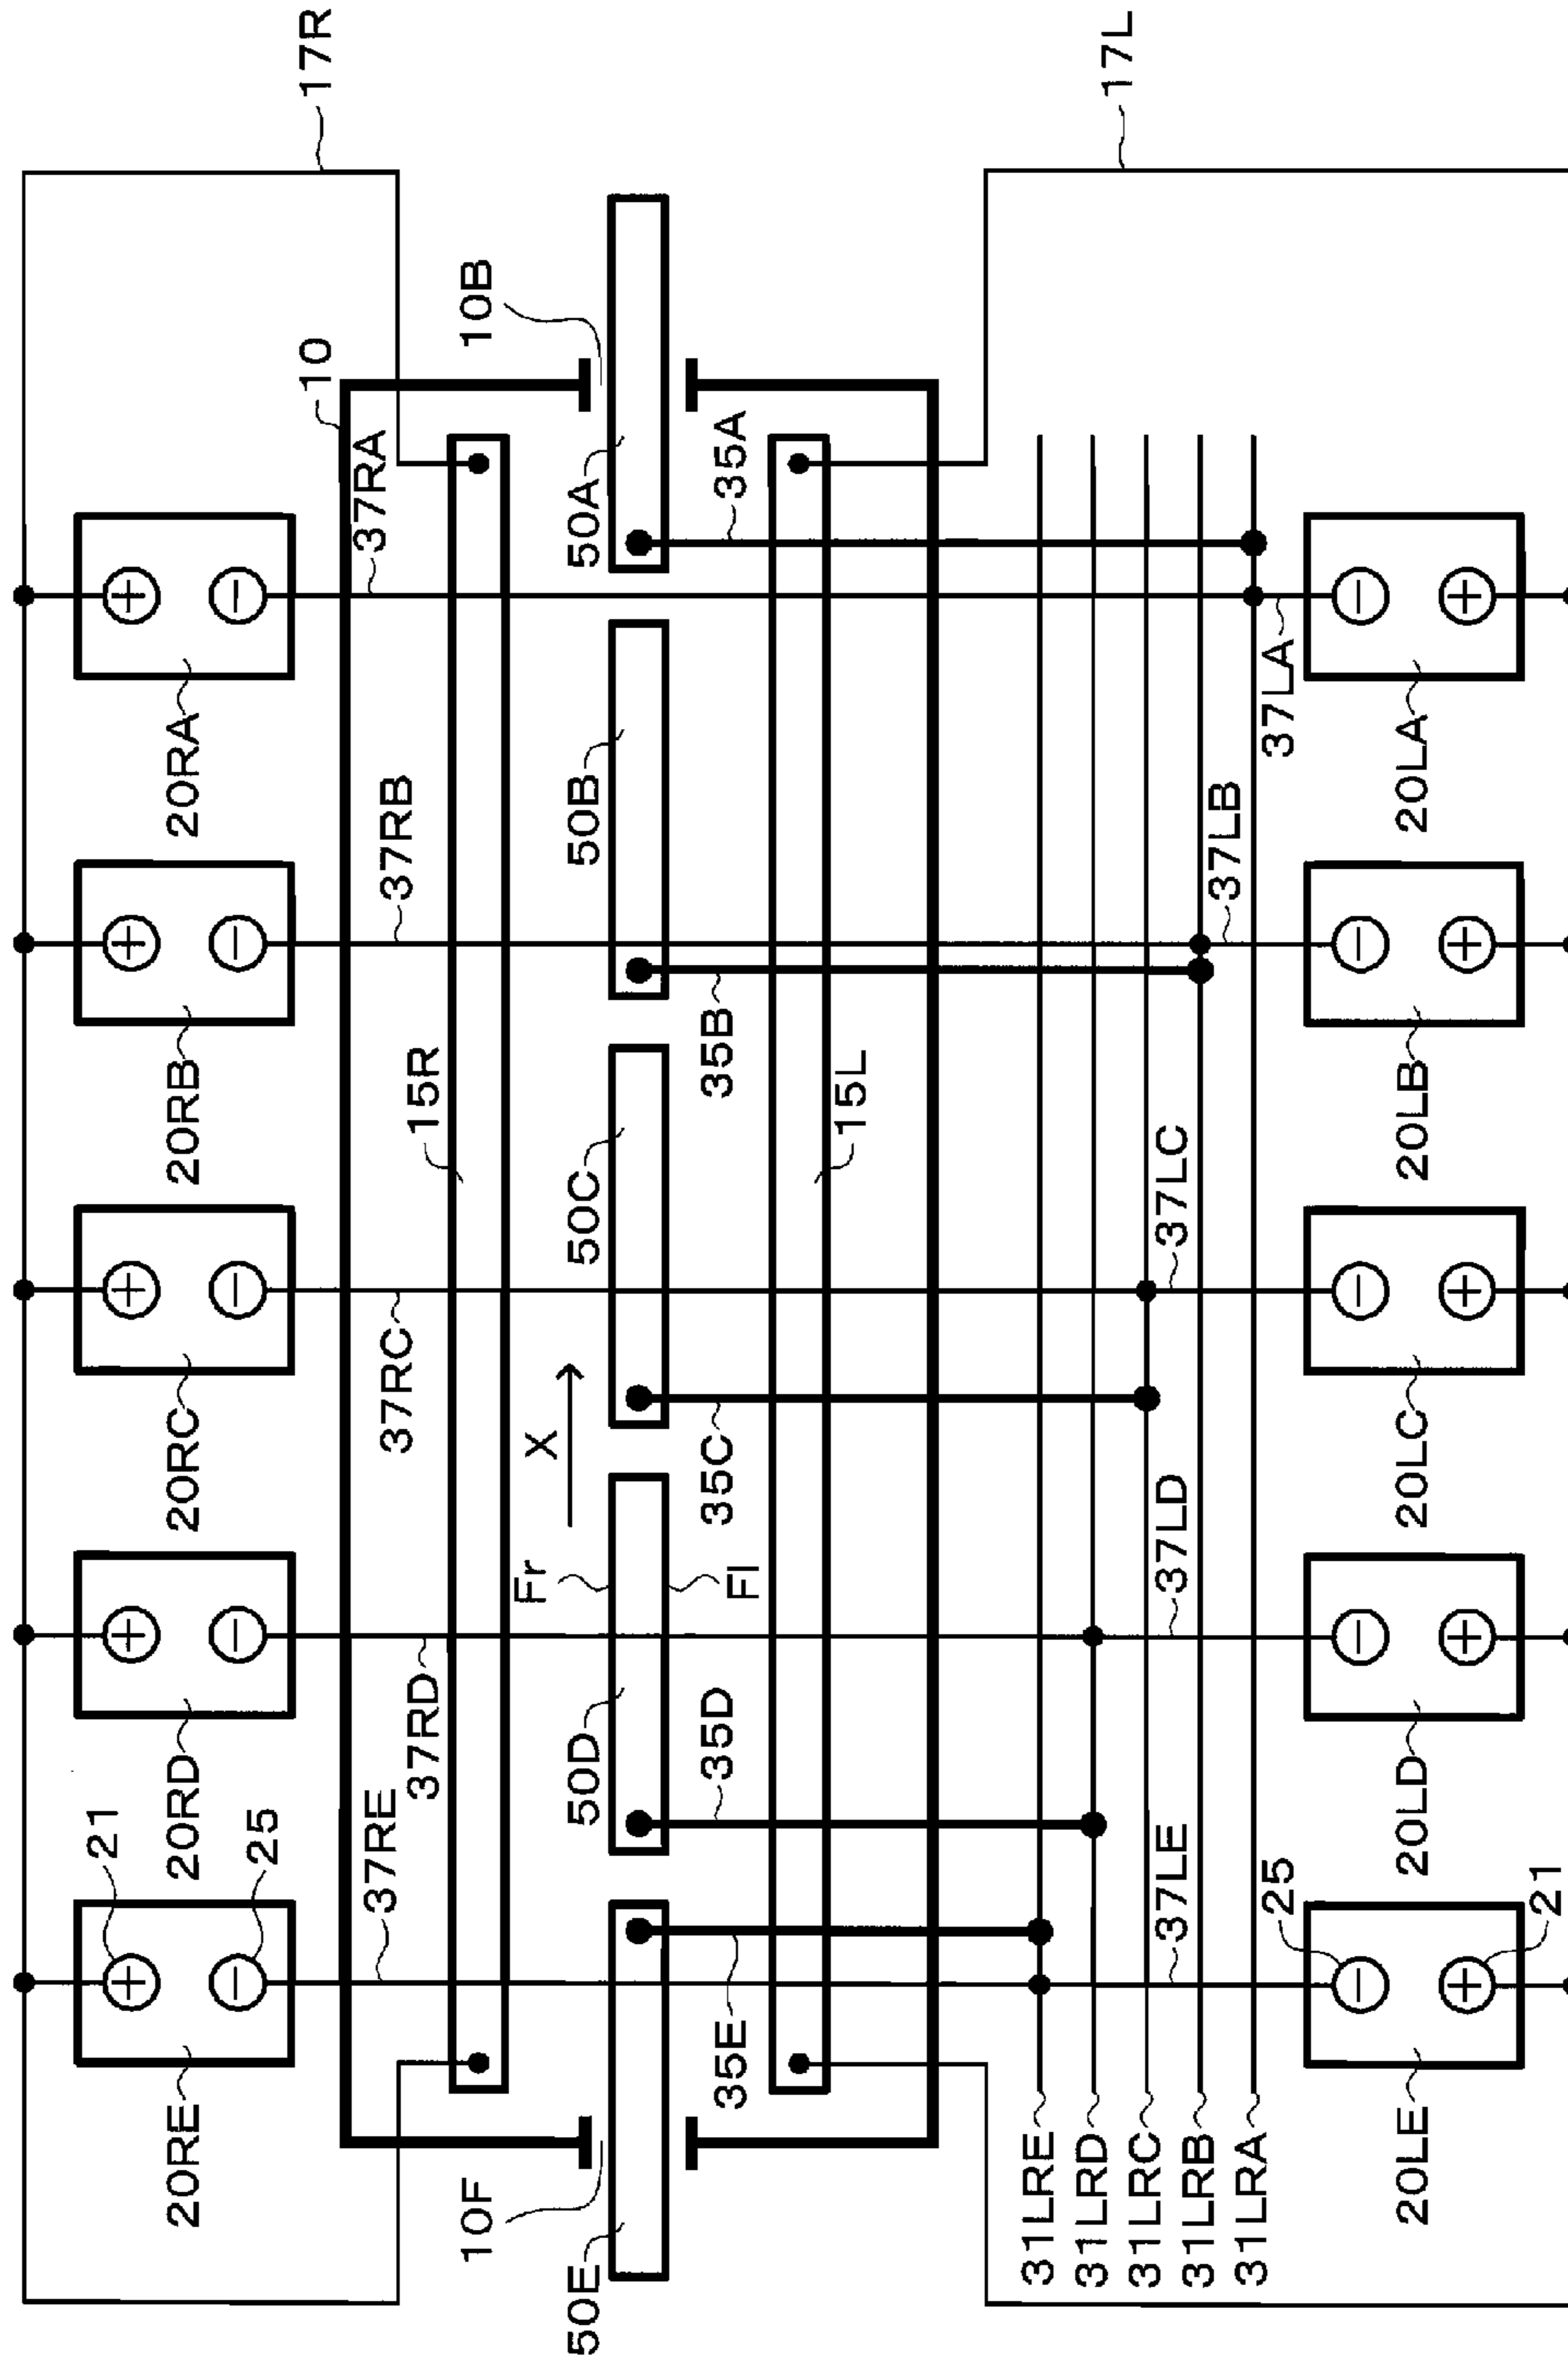 17R
21
+ + + + +
20RE 20RD 20RC 20RB 20RA
25
− − − − −
10
37RE 37RD 37RC 37RB 37RA
15R
10F 10B
Fr X
50E 50D 50C 50B 50A
35E 35D 35C 35B 35A
Fl
15L
31LRE
31LRD
31LRC
31LRB
31LRA
17L
37LE 37LD 37LC 37LB 37LA
25
− − − − −
20LE 20LD 20LC 20LB 20LA
+ + + + +
21